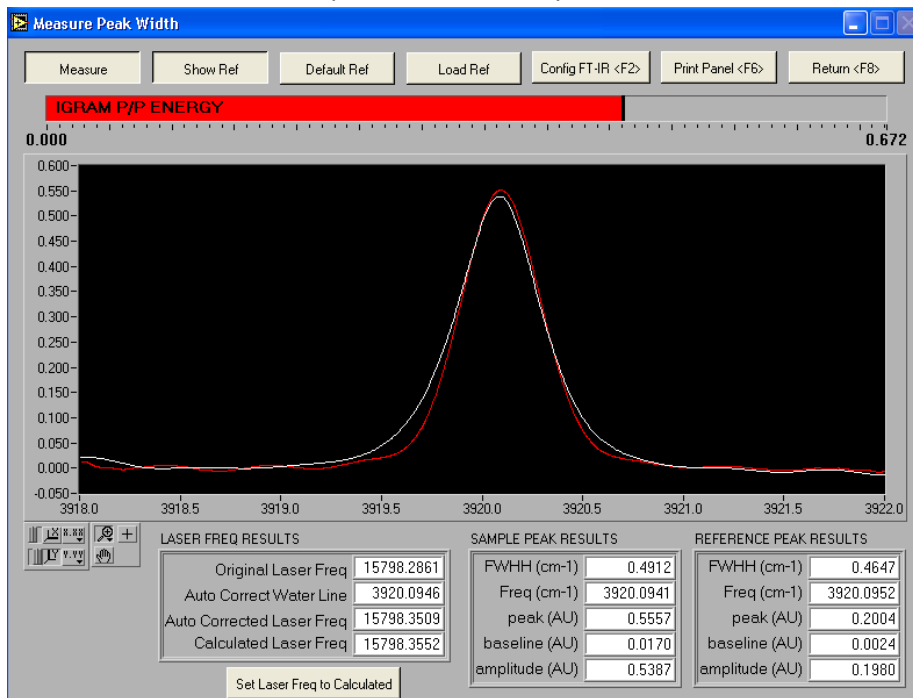 Measure Peak Width
Measure Show Ref Default Ref Load Ref Config FT-IR <F2> Print Panel <F6> Return <F8>
IGRAM P/P ENERGY
0.000 0.672
0.600
0.550
0.500
0.450
0.400
0.350
0.300
0.250
0.200
0.150
0.100
0.050
0.000
-0.050
3918.0 3918.5 3919.0 3919.5 3920.0 3920.5 3921.0 3921.5 3922.0
X X.XX
Y Y.YY
LASER FREQ RESULTS
Original Laser Freq 15798.2861
Auto Correct Water Line 3920.0946
Auto Corrected Laser Freq 15798.3509
Calculated Laser Freq 15798.3552
Set Laser Freq to Calculated
SAMPLE PEAK RESULTS
FWHH (cm-1) 0.4912
Freq (cm-1) 3920.0941
peak (AU) 0.5557
baseline (AU) 0.0170
amplitude (AU) 0.5387
REFERENCE PEAK RESULTS
FWHH (cm-1) 0.4647
Freq (cm-1) 3920.0952
peak (AU) 0.2004
baseline (AU) 0.0024
amplitude (AU) 0.1980